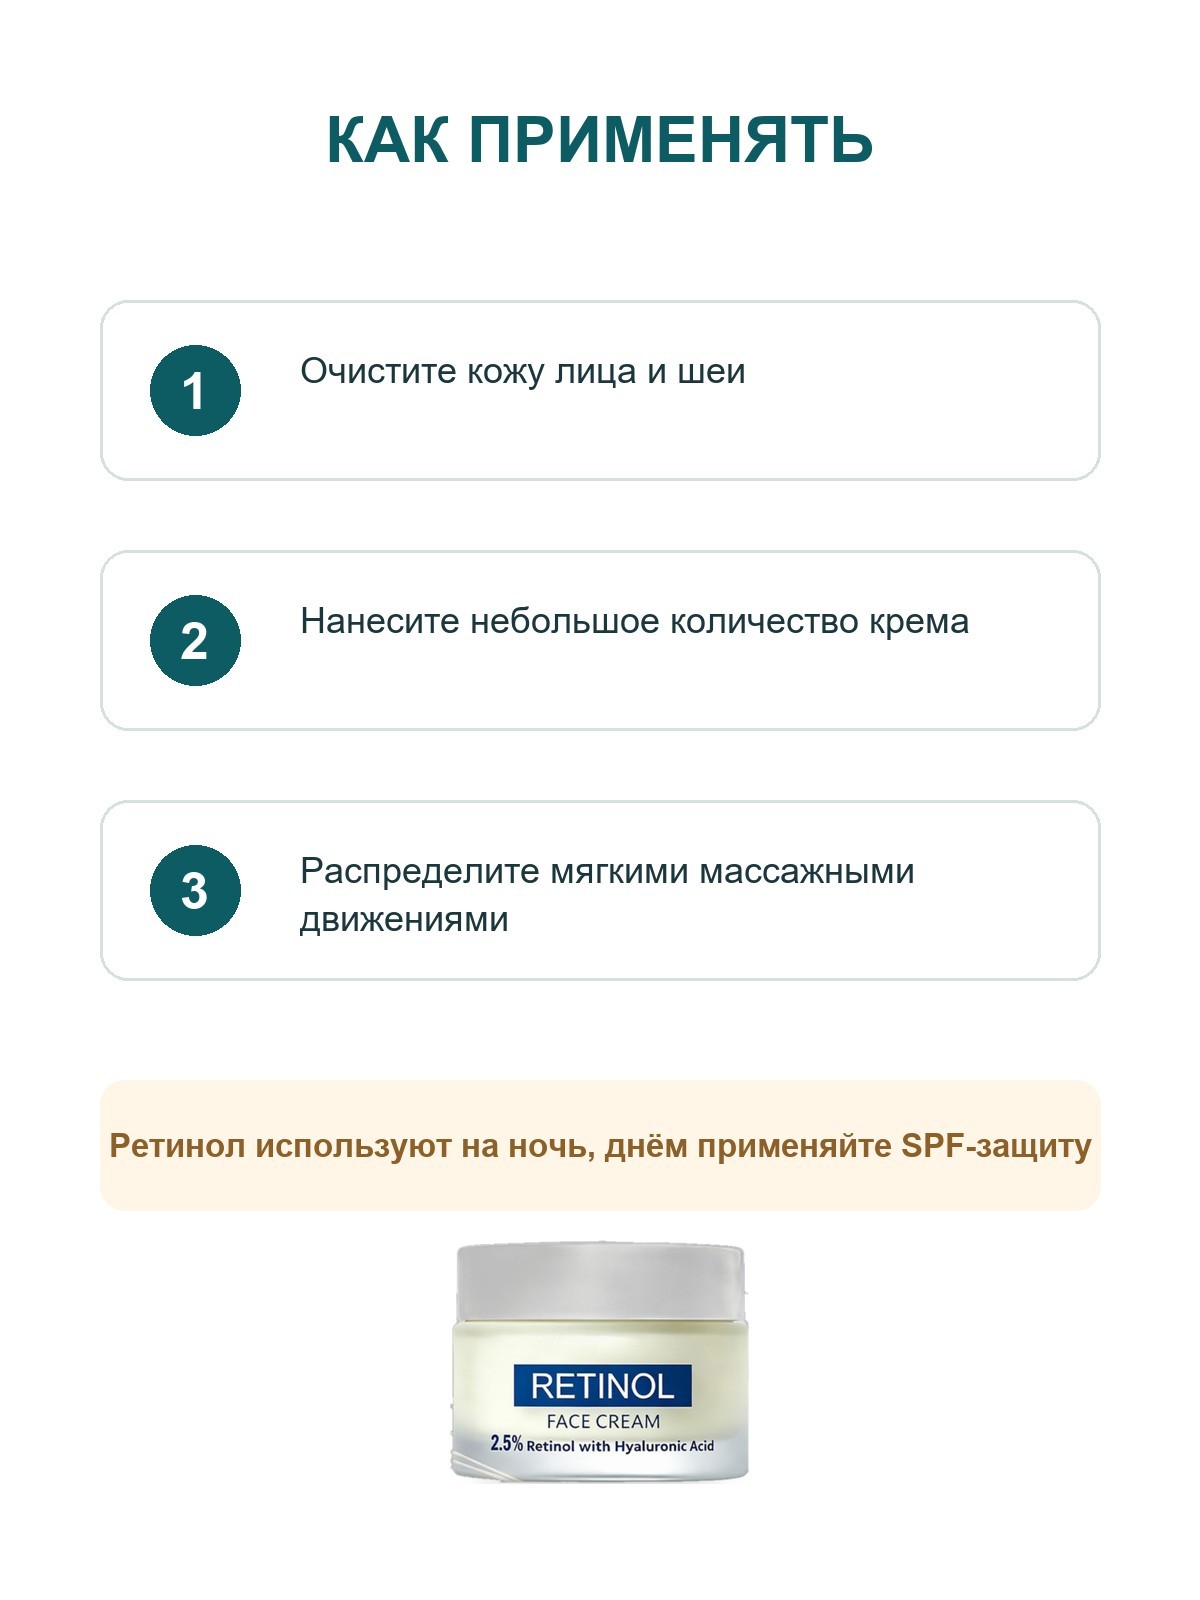 КАК ПРИМЕНЯТЬ
1
Очистите кожу лица и шеи
2
Нанесите небольшое количество крема
3
Распределите мягкими массажными
движениями
Ретинол используют на ночь, днём применяйте SPF-защиту
RETINOL
FACE CREAM
2.5% Retinol with Hyaluronic Acid